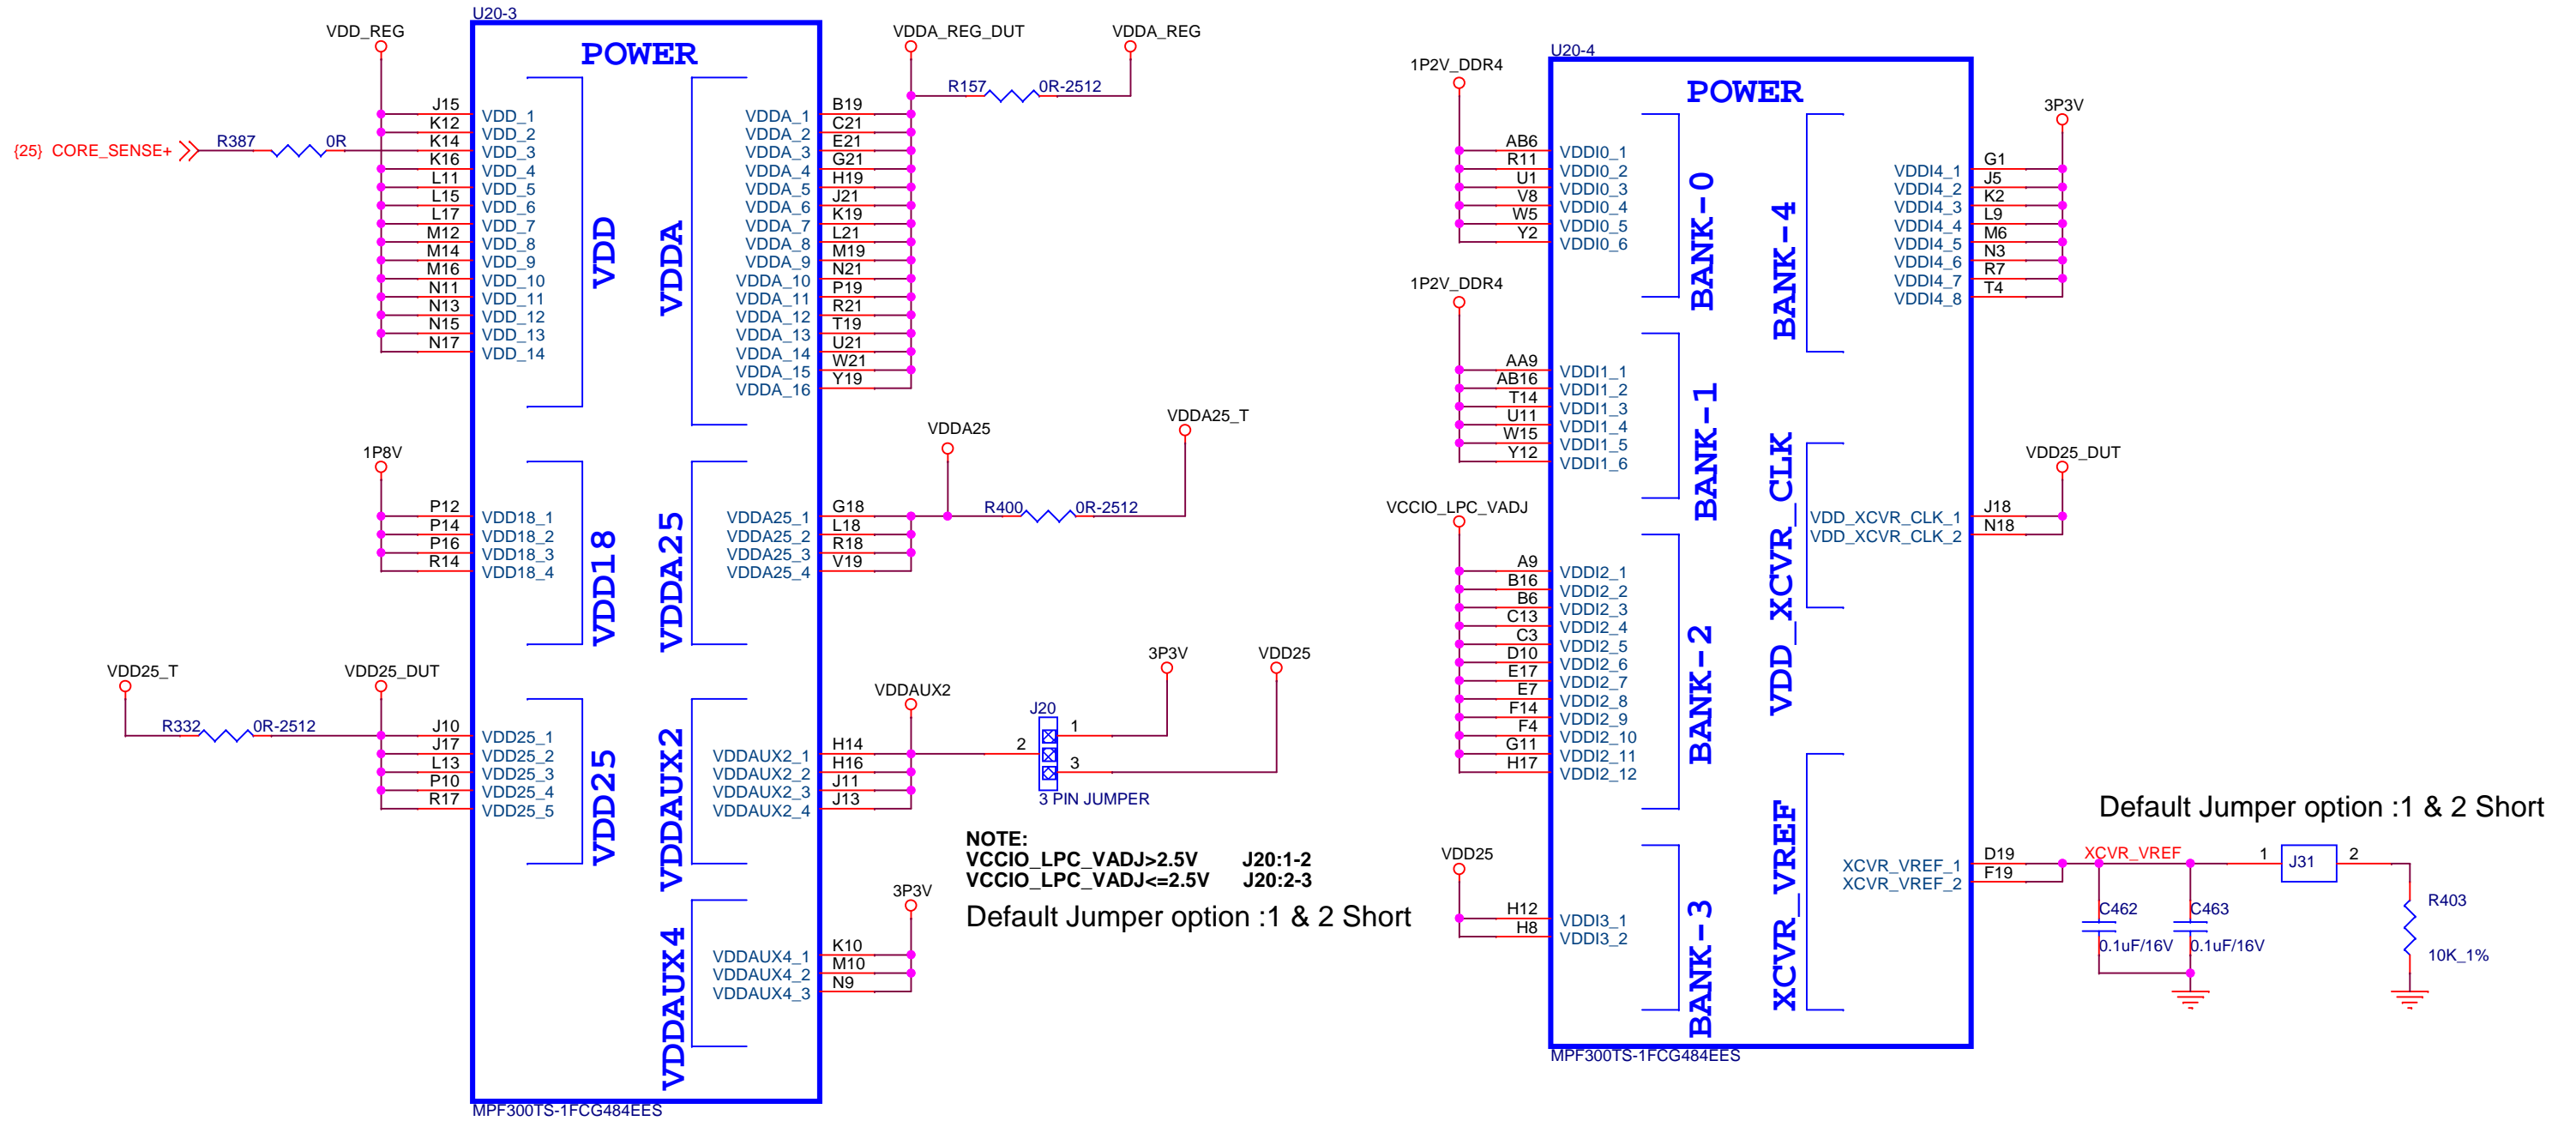 U20-3
POWER
VDD_REG
VDDA_REG_DUT
VDDA_REG
R157 0R-2512
{25} CORE_SENSE+
R387 0R
J15 VDD_1
K12 VDD_2
K14 VDD_3
K16 VDD_4
L11 VDD_5
L15 VDD_6
L17 VDD_7
M12 VDD_8
M14 VDD_9
M16 VDD_10
N11 VDD_11
N13 VDD_12
N15 VDD_13
N17 VDD_14
VDD
VDDA
VDDA_1 B19
VDDA_2 C21
VDDA_3 E21
VDDA_4 G21
VDDA_5 H19
VDDA_6 J21
VDDA_7 K19
VDDA_8 L21
VDDA_9 M19
VDDA_10 N21
VDDA_11 P19
VDDA_12 R21
VDDA_13 T19
VDDA_14 U21
VDDA_15 W21
VDDA_16 Y19
1P8V
P12 VDD18_1
P14 VDD18_2
P16 VDD18_3
R14 VDD18_4
VDD18
VDDA25
VDDA25_1 G18
VDDA25_2 L18
VDDA25_3 R18
VDDA25_4 V19
VDDA25
VDDA25_T
R400 0R-2512
VDD25_T
VDD25_DUT
R332 0R-2512
J10 VDD25_1
J17 VDD25_2
L13 VDD25_3
P10 VDD25_4
R17 VDD25_5
VDD25
VDDAUX2
VDDAUX2_1 H14
VDDAUX2_2 H16
VDDAUX2_3 J11
VDDAUX2_4 J13
VDDAUX2
3P3V
VDD25
J20
1
2
3
3 PIN JUMPER
NOTE:
VCCIO_LPC_VADJ>2.5V J20:1-2
VCCIO_LPC_VADJ<=2.5V J20:2-3
Default Jumper option :1 & 2 Short
3P3V
VDDAUX4
VDDAUX4_1 K10
VDDAUX4_2 M10
VDDAUX4_3 N9
MPF300TS-1FCG484EES
U20-4
POWER
1P2V_DDR4
AB6 VDDI0_1
R11 VDDI0_2
U1 VDDI0_3
V8 VDDI0_4
W5 VDDI0_5
Y2 VDDI0_6
BANK-0
BANK-4
3P3V
VDDI4_1 G1
VDDI4_2 J5
VDDI4_3 K2
VDDI4_4 L9
VDDI4_5 M6
VDDI4_6 N3
VDDI4_7 R7
VDDI4_8 T4
1P2V_DDR4
AA9 VDDI1_1
AB16 VDDI1_2
T14 VDDI1_3
U11 VDDI1_4
W15 VDDI1_5
Y12 VDDI1_6
BANK-1
VDD_XCVR_CLK
VDD25_DUT
VDD_XCVR_CLK_1 J18
VDD_XCVR_CLK_2 N18
VCCIO_LPC_VADJ
A9 VDDI2_1
B16 VDDI2_2
B6 VDDI2_3
C13 VDDI2_4
C3 VDDI2_5
D10 VDDI2_6
E17 VDDI2_7
E7 VDDI2_8
F14 VDDI2_9
F4 VDDI2_10
G11 VDDI2_11
H17 VDDI2_12
BANK-2
VDD25
H12 VDDI3_1
H8 VDDI3_2
BANK-3
XCVR_VREF
XCVR_VREF_1 D19
XCVR_VREF_2 F19
Default Jumper option :1 & 2 Short
XCVR_VREF
1 J31 2
C462
0.1uF/16V
C463
0.1uF/16V
R403
10K_1%
MPF300TS-1FCG484EES